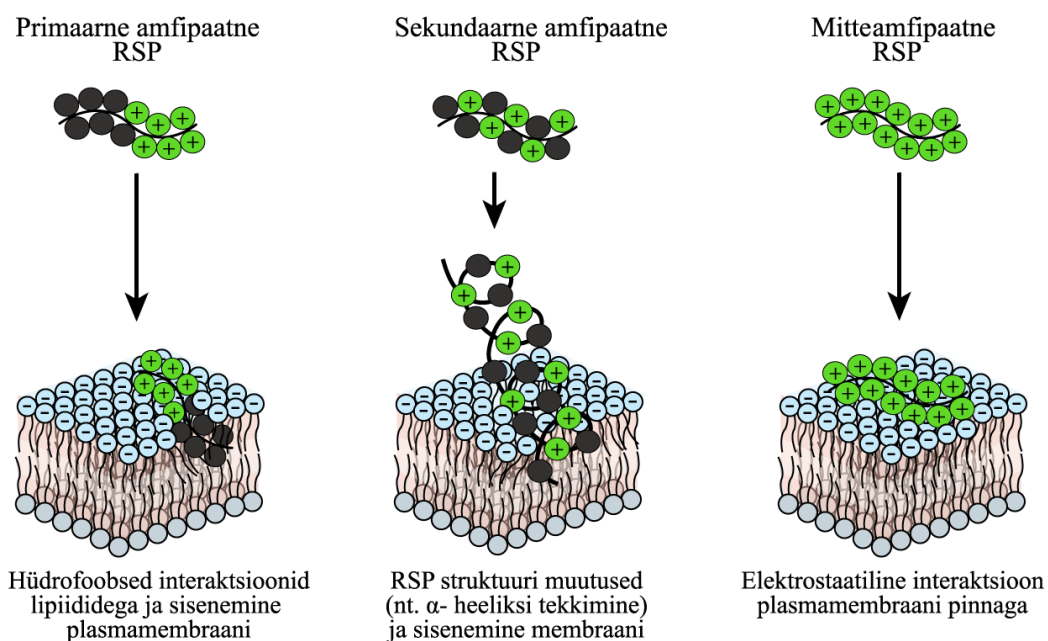 Primaarne amfipaatne
RSP
Sekundaarne amfipaatne
RSP
Mitteamfipaatne
RSP
Hüdrofoobsed interaktsioonid
lipiididega ja sisenemine
plasmamembraani
RSP struktuuri muutused
(nt. α- heeliksi tekkimine)
ja sisenemine membraani
Elektrostaatiline interaktsioon
plasmamembraani pinnaga